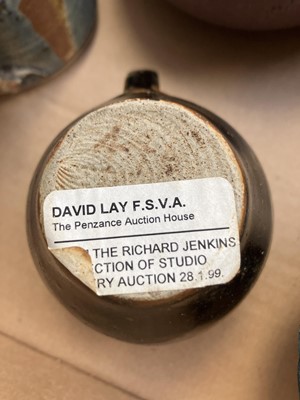 DAVID LAY F.S.V.A.
The Penzance Auction House
THE RICHARD JENKINS
CTION OF STUDIO
RY AUCTION 28.1.99.